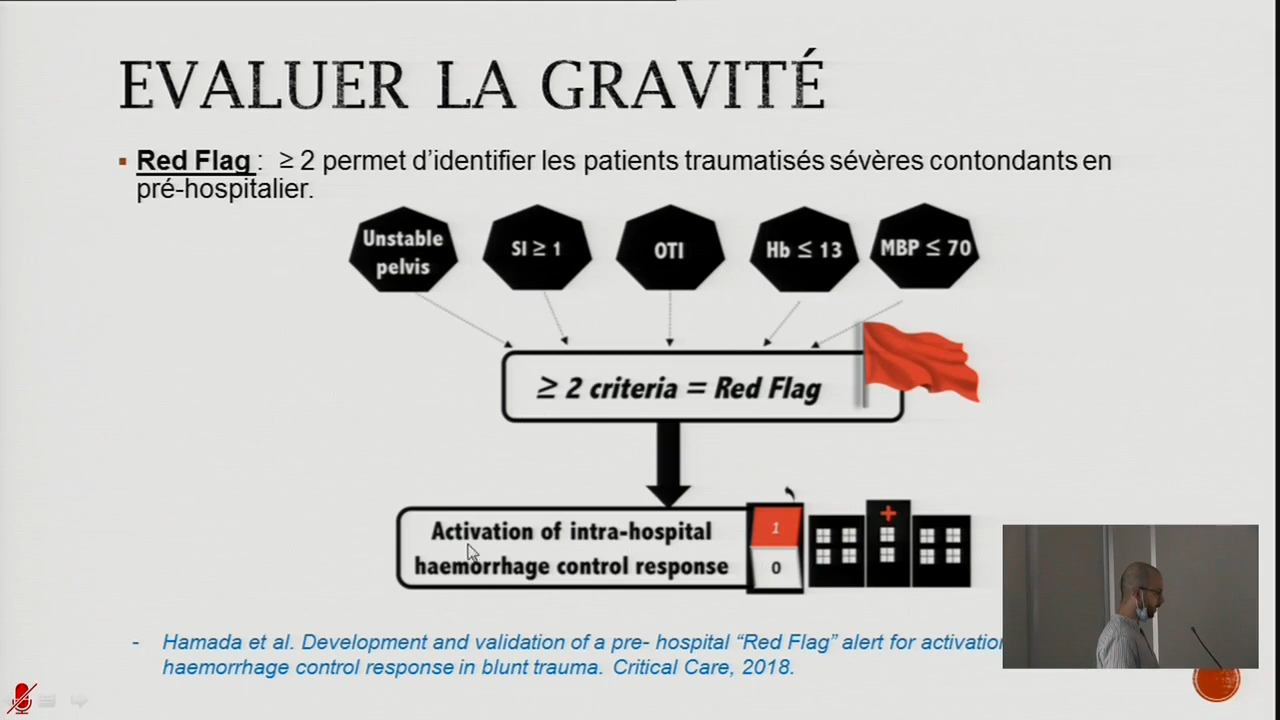 EVALUER LA GRAVITÉ
▪ Red Flag : ≥ 2 permet d’identifier les patients traumatisés sévères contondants en
pré-hospitalier.
Unstable
pelvis
SI ≥ 1
OTI
Hb ≤ 13
MBP ≤ 70
≥ 2 criteria = Red Flag
Activation of intra-hospital
haemorrhage control response
1
0
- Hamada et al. Development and validation of a pre- hospital “Red Flag” alert for activation
haemorrhage control response in blunt trauma. Critical Care, 2018.